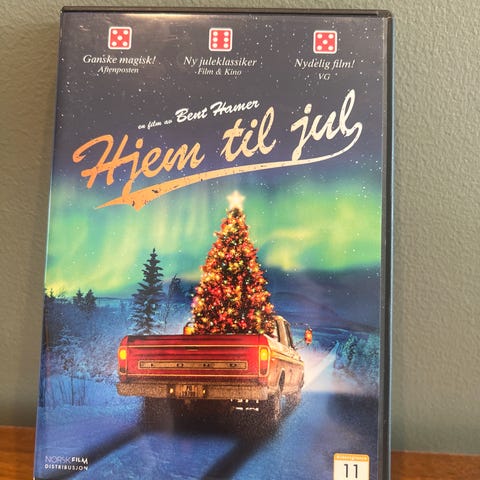 Ganske magisk!
Aftenposten
Ny juleklassiker
Film & Kino
Nydelig film!
VG
en film av Bent Hamer
Hjem til jul
NORSK FILM
DISTRIBUSJON
11